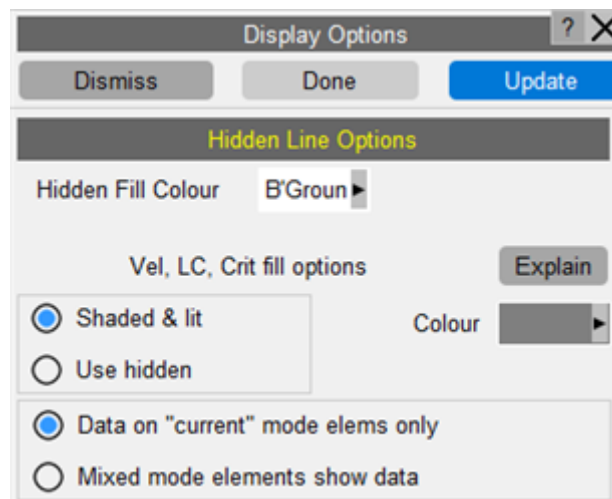 Display Options ?
Dismiss Done Update
Hidden Line Options
Hidden Fill Colour B'Groun
Vel, LC, Crit fill options Explain
Shaded & lit Colour
Use hidden
Data on "current" mode elems only
Mixed mode elements show data